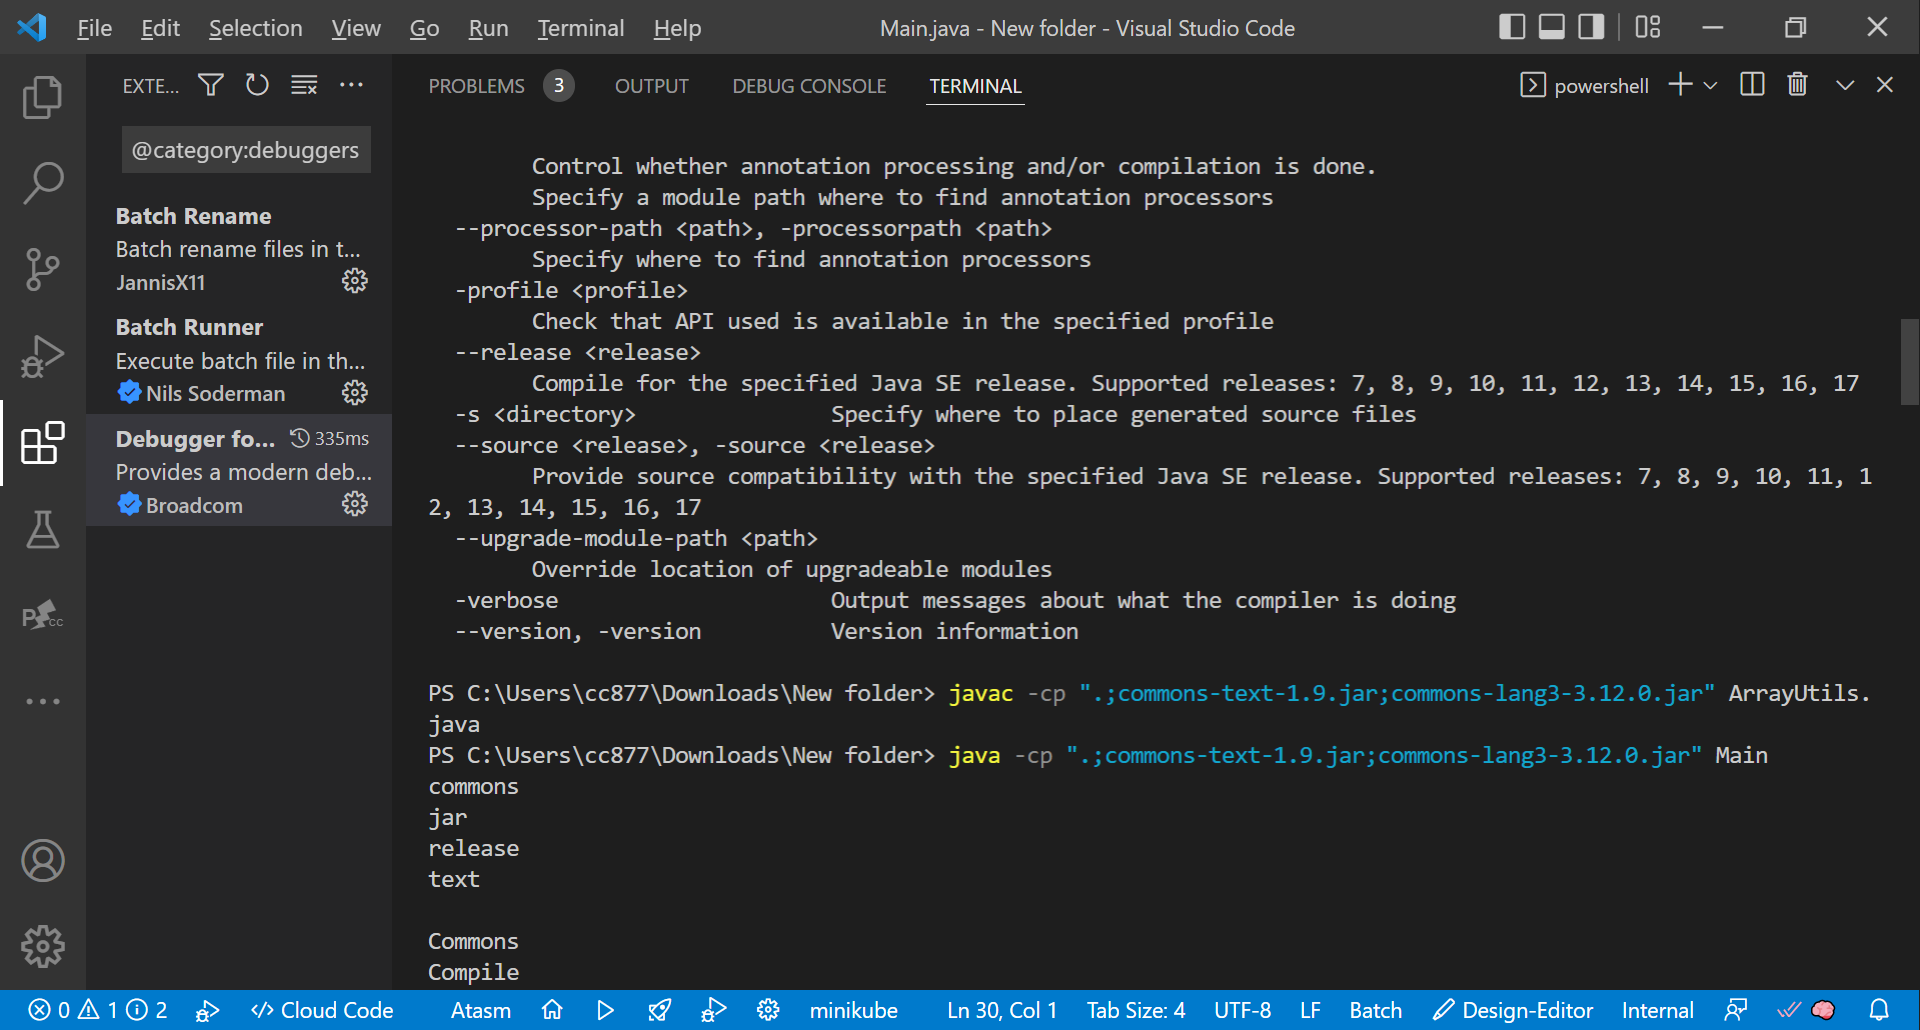 File Edit Selection View Go Run Terminal Help
Main.java - New folder - Visual Studio Code
EXTE...
@category:debuggers
Batch Rename
Batch rename files in t...
JannisX11
Batch Runner
Execute batch file in th...
Nils Soderman
Debugger fo... 335ms
Provides a modern deb...
Broadcom
PCC
PROBLEMS 3 OUTPUT DEBUG CONSOLE TERMINAL
powershell
Control whether annotation processing and/or compilation is done.
Specify a module path where to find annotation processors
--processor-path <path>, -processorpath <path>
Specify where to find annotation processors
-profile <profile>
Check that API used is available in the specified profile
--release <release>
Compile for the specified Java SE release. Supported releases: 7, 8, 9, 10, 11, 12, 13, 14, 15, 16, 17
-s <directory> Specify where to place generated source files
--source <release>, -source <release>
Provide source compatibility with the specified Java SE release. Supported releases: 7, 8, 9, 10, 11, 1
2, 13, 14, 15, 16, 17
--upgrade-module-path <path>
Override location of upgradeable modules
-verbose Output messages about what the compiler is doing
--version, -version Version information
PS C:\Users\cc877\Downloads\New folder> javac -cp ".;commons-text-1.9.jar;commons-lang3-3.12.0.jar" ArrayUtils.
java
PS C:\Users\cc877\Downloads\New folder> java -cp ".;commons-text-1.9.jar;commons-lang3-3.12.0.jar" Main
commons
jar
release
text
Commons
Compile
0 1 2 Cloud Code Atasm minikube Ln 30, Col 1 Tab Size: 4 UTF-8 LF Batch Design-Editor Internal